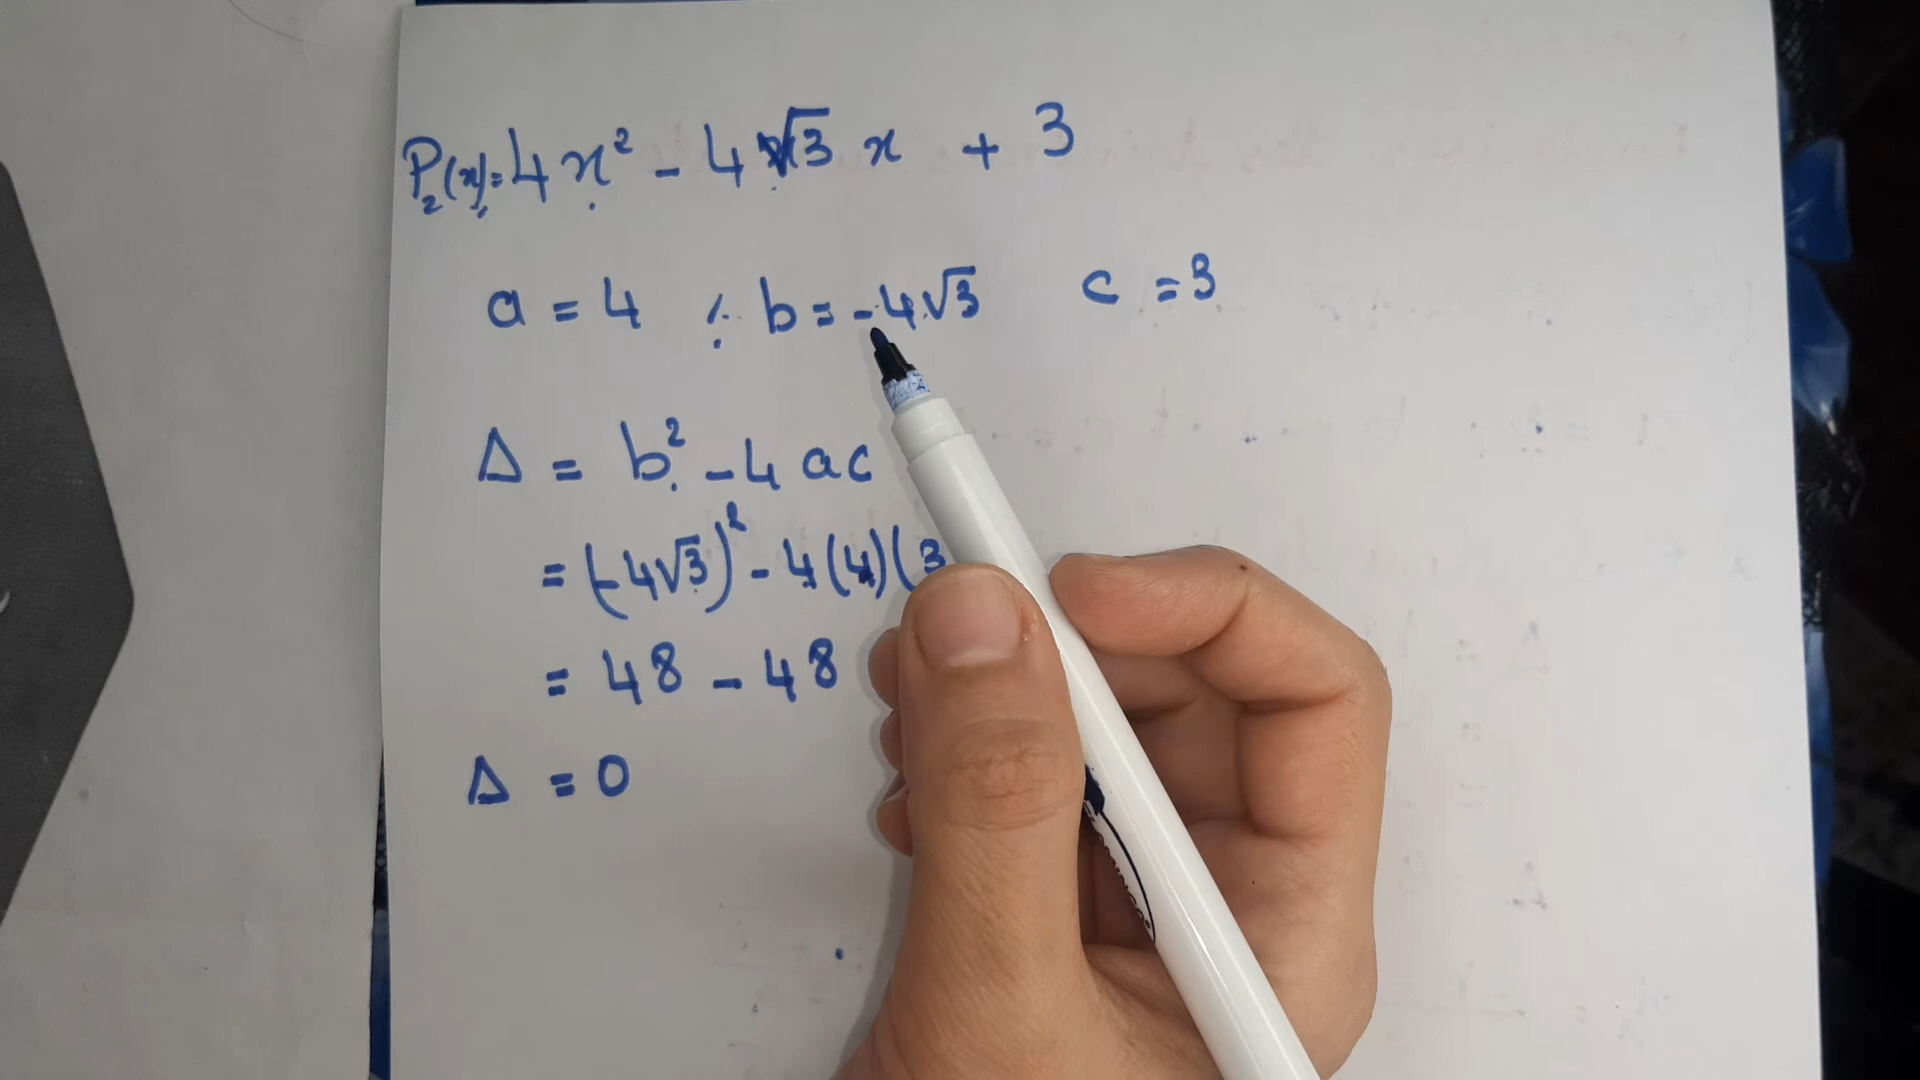 P₂(x)=4x² - 4√3 x + 3
a = 4 ; b = -4√3 c = 3
Δ = b² - 4ac
= (-4√3)² - 4(4)(3
= 48 - 48
Δ = 0